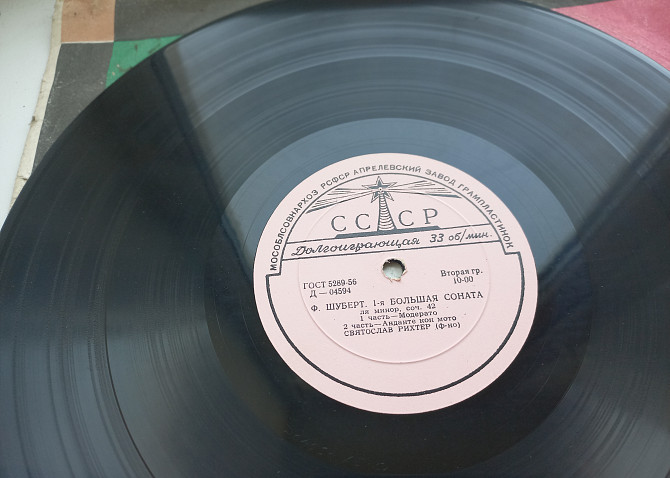 МОСОБЛСОВНАРХОЗ РСФСР АПРЕЛЕВСКИЙ ЗАВОД ГРАМПЛАСТИНОК
СССР
Долгоиграющая 33 об/мин.
ГОСТ 5289-56
Д—04594
Вторая гр.
10-00
Ф. ШУБЕРТ. 1-я БОЛЬШАЯ СОНАТА
ля минор, соч. 42
1 часть—Модерато
2 часть—Анданте кон мото
СВЯТОСЛАВ РИХТЕР (Ф-но)